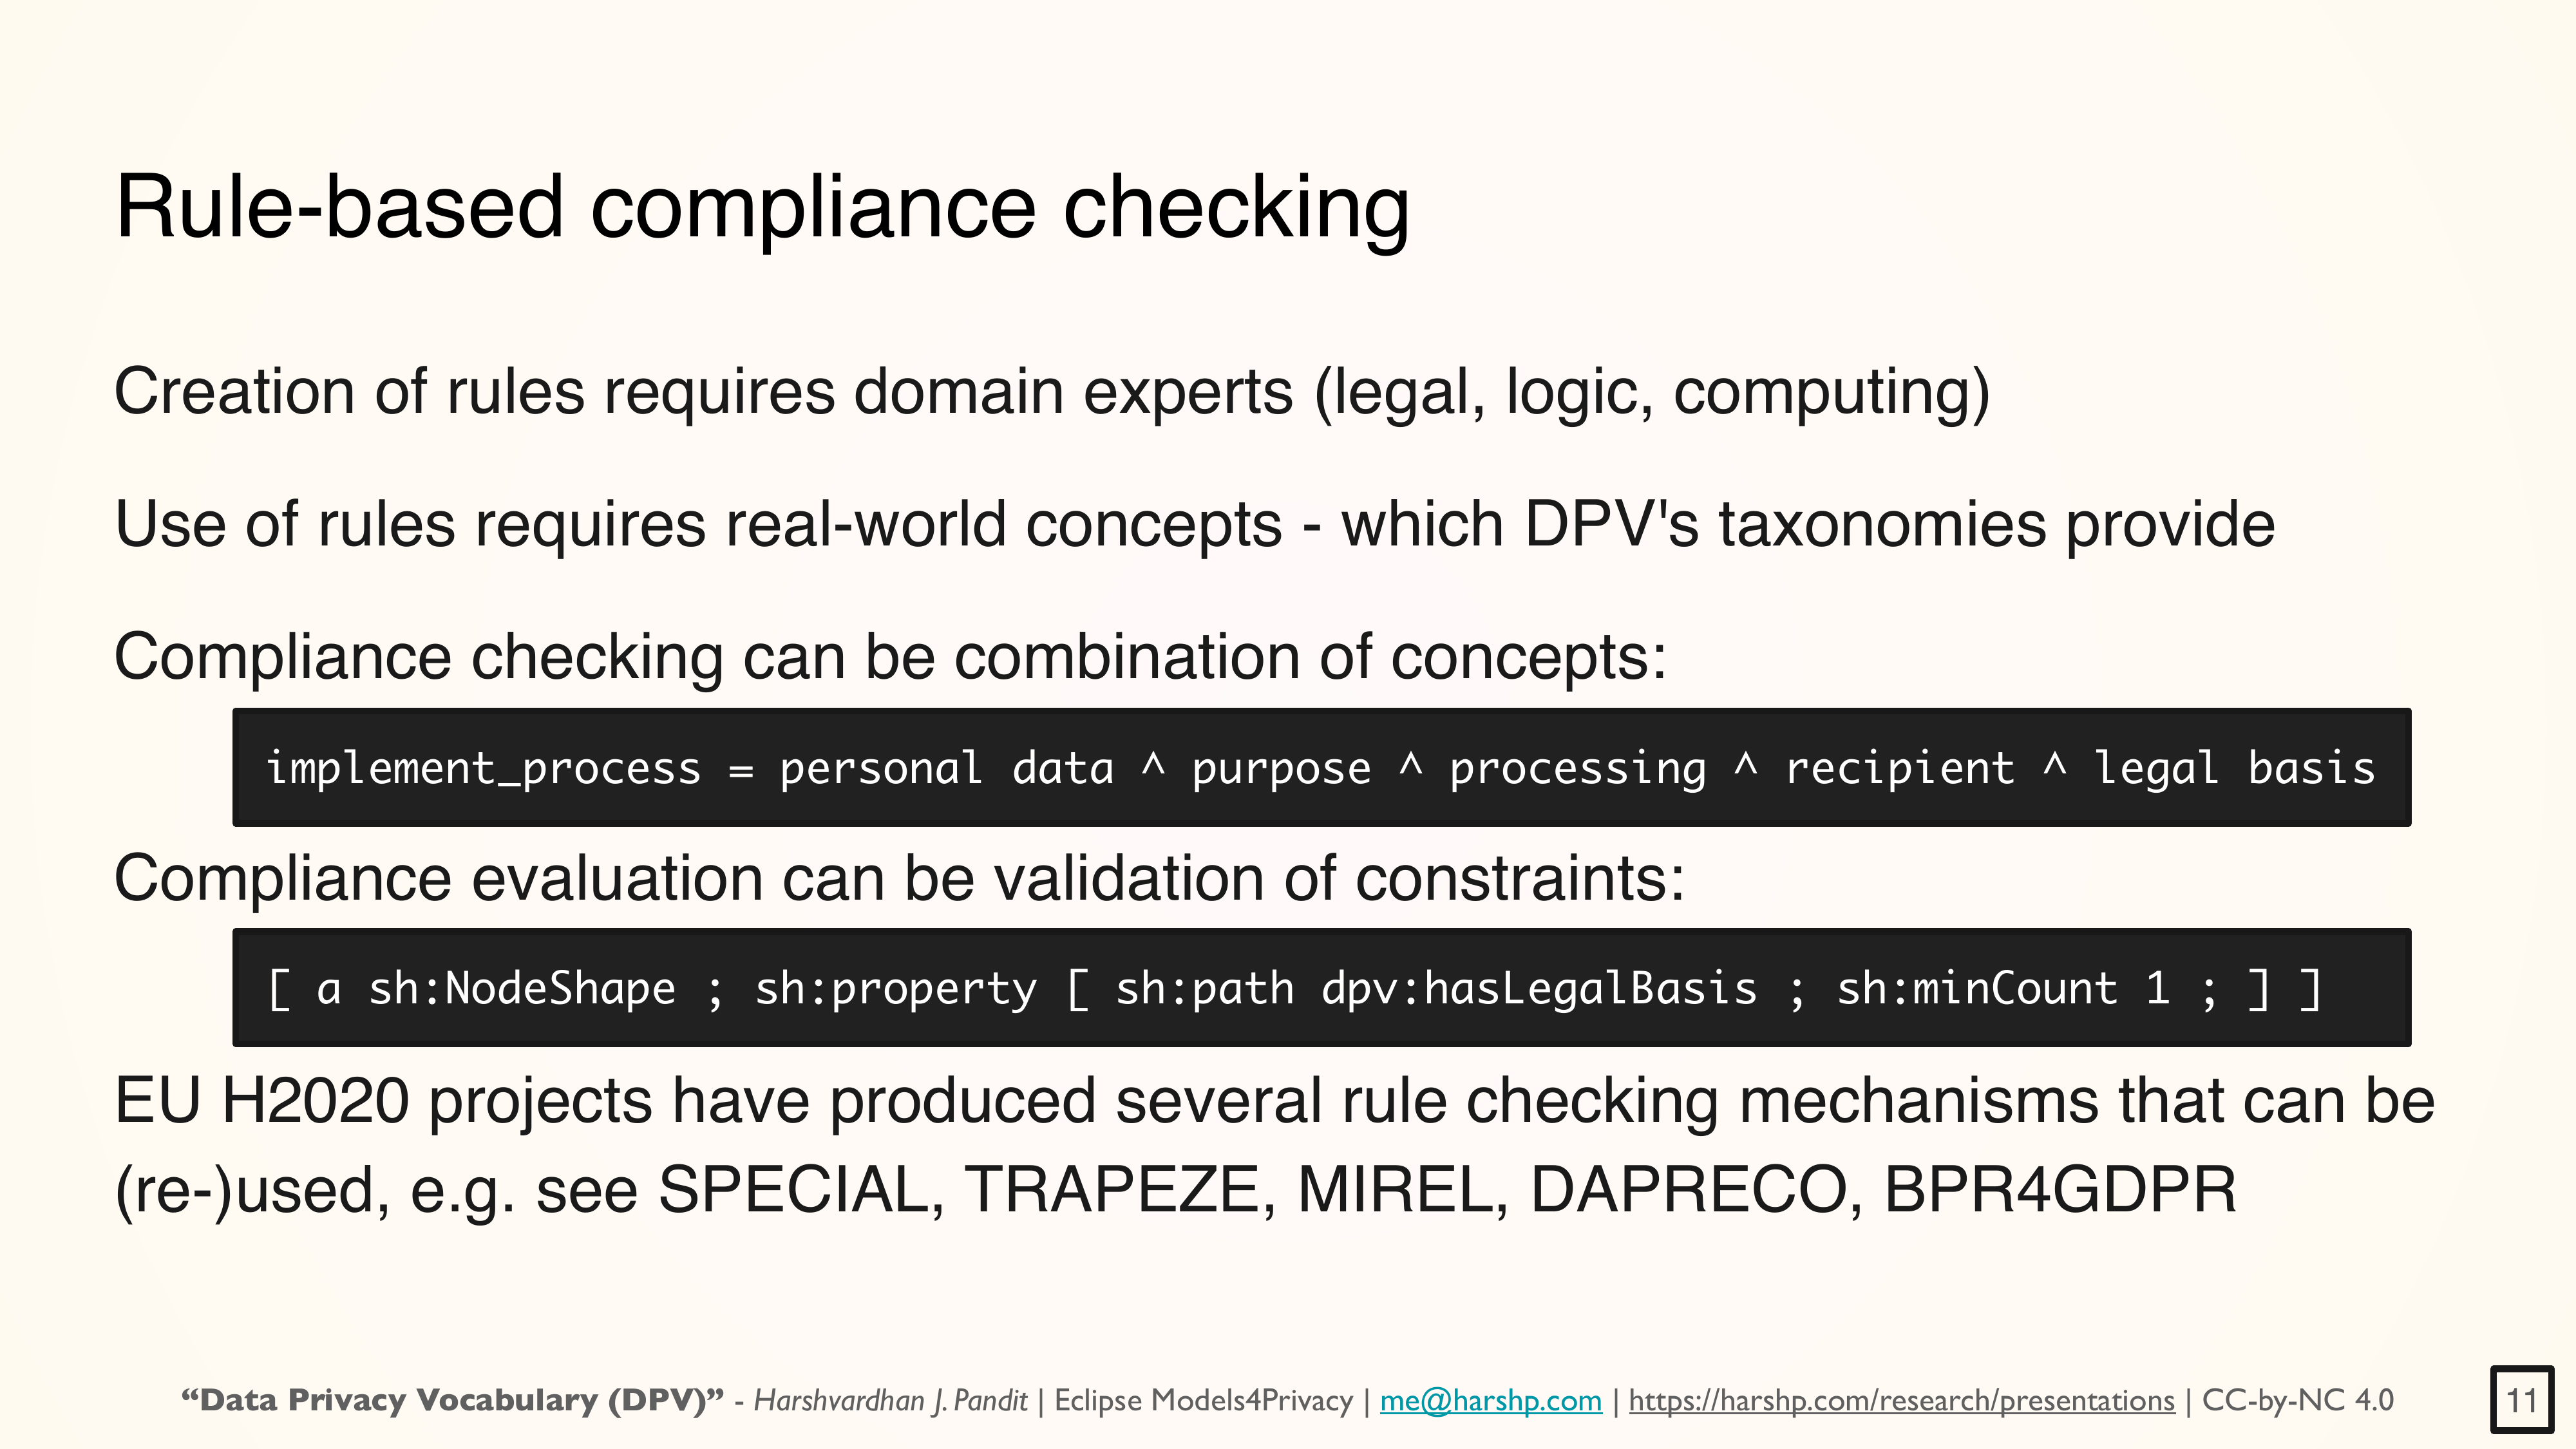 Rule-based compliance checking
Creation of rules requires domain experts (legal, logic, computing)
Use of rules requires real-world concepts - which DPV's taxonomies provide
Compliance checking can be combination of concepts:
implement_process = personal data ^ purpose ^ processing ^ recipient ^ legal basis
Compliance evaluation can be validation of constraints:
[ a sh:NodeShape ; sh:property [ sh:path dpv:hasLegalBasis ; sh:minCount 1 ; ] ]
EU H2020 projects have produced several rule checking mechanisms that can be
(re-)used, e.g. see SPECIAL, TRAPEZE, MIREL, DAPRECO, BPR4GDPR
“Data Privacy Vocabulary (DPV)” - Harshvardhan J. Pandit | Eclipse Models4Privacy | me@harshp.com | https://harshp.com/research/presentations | CC-by-NC 4.0
11